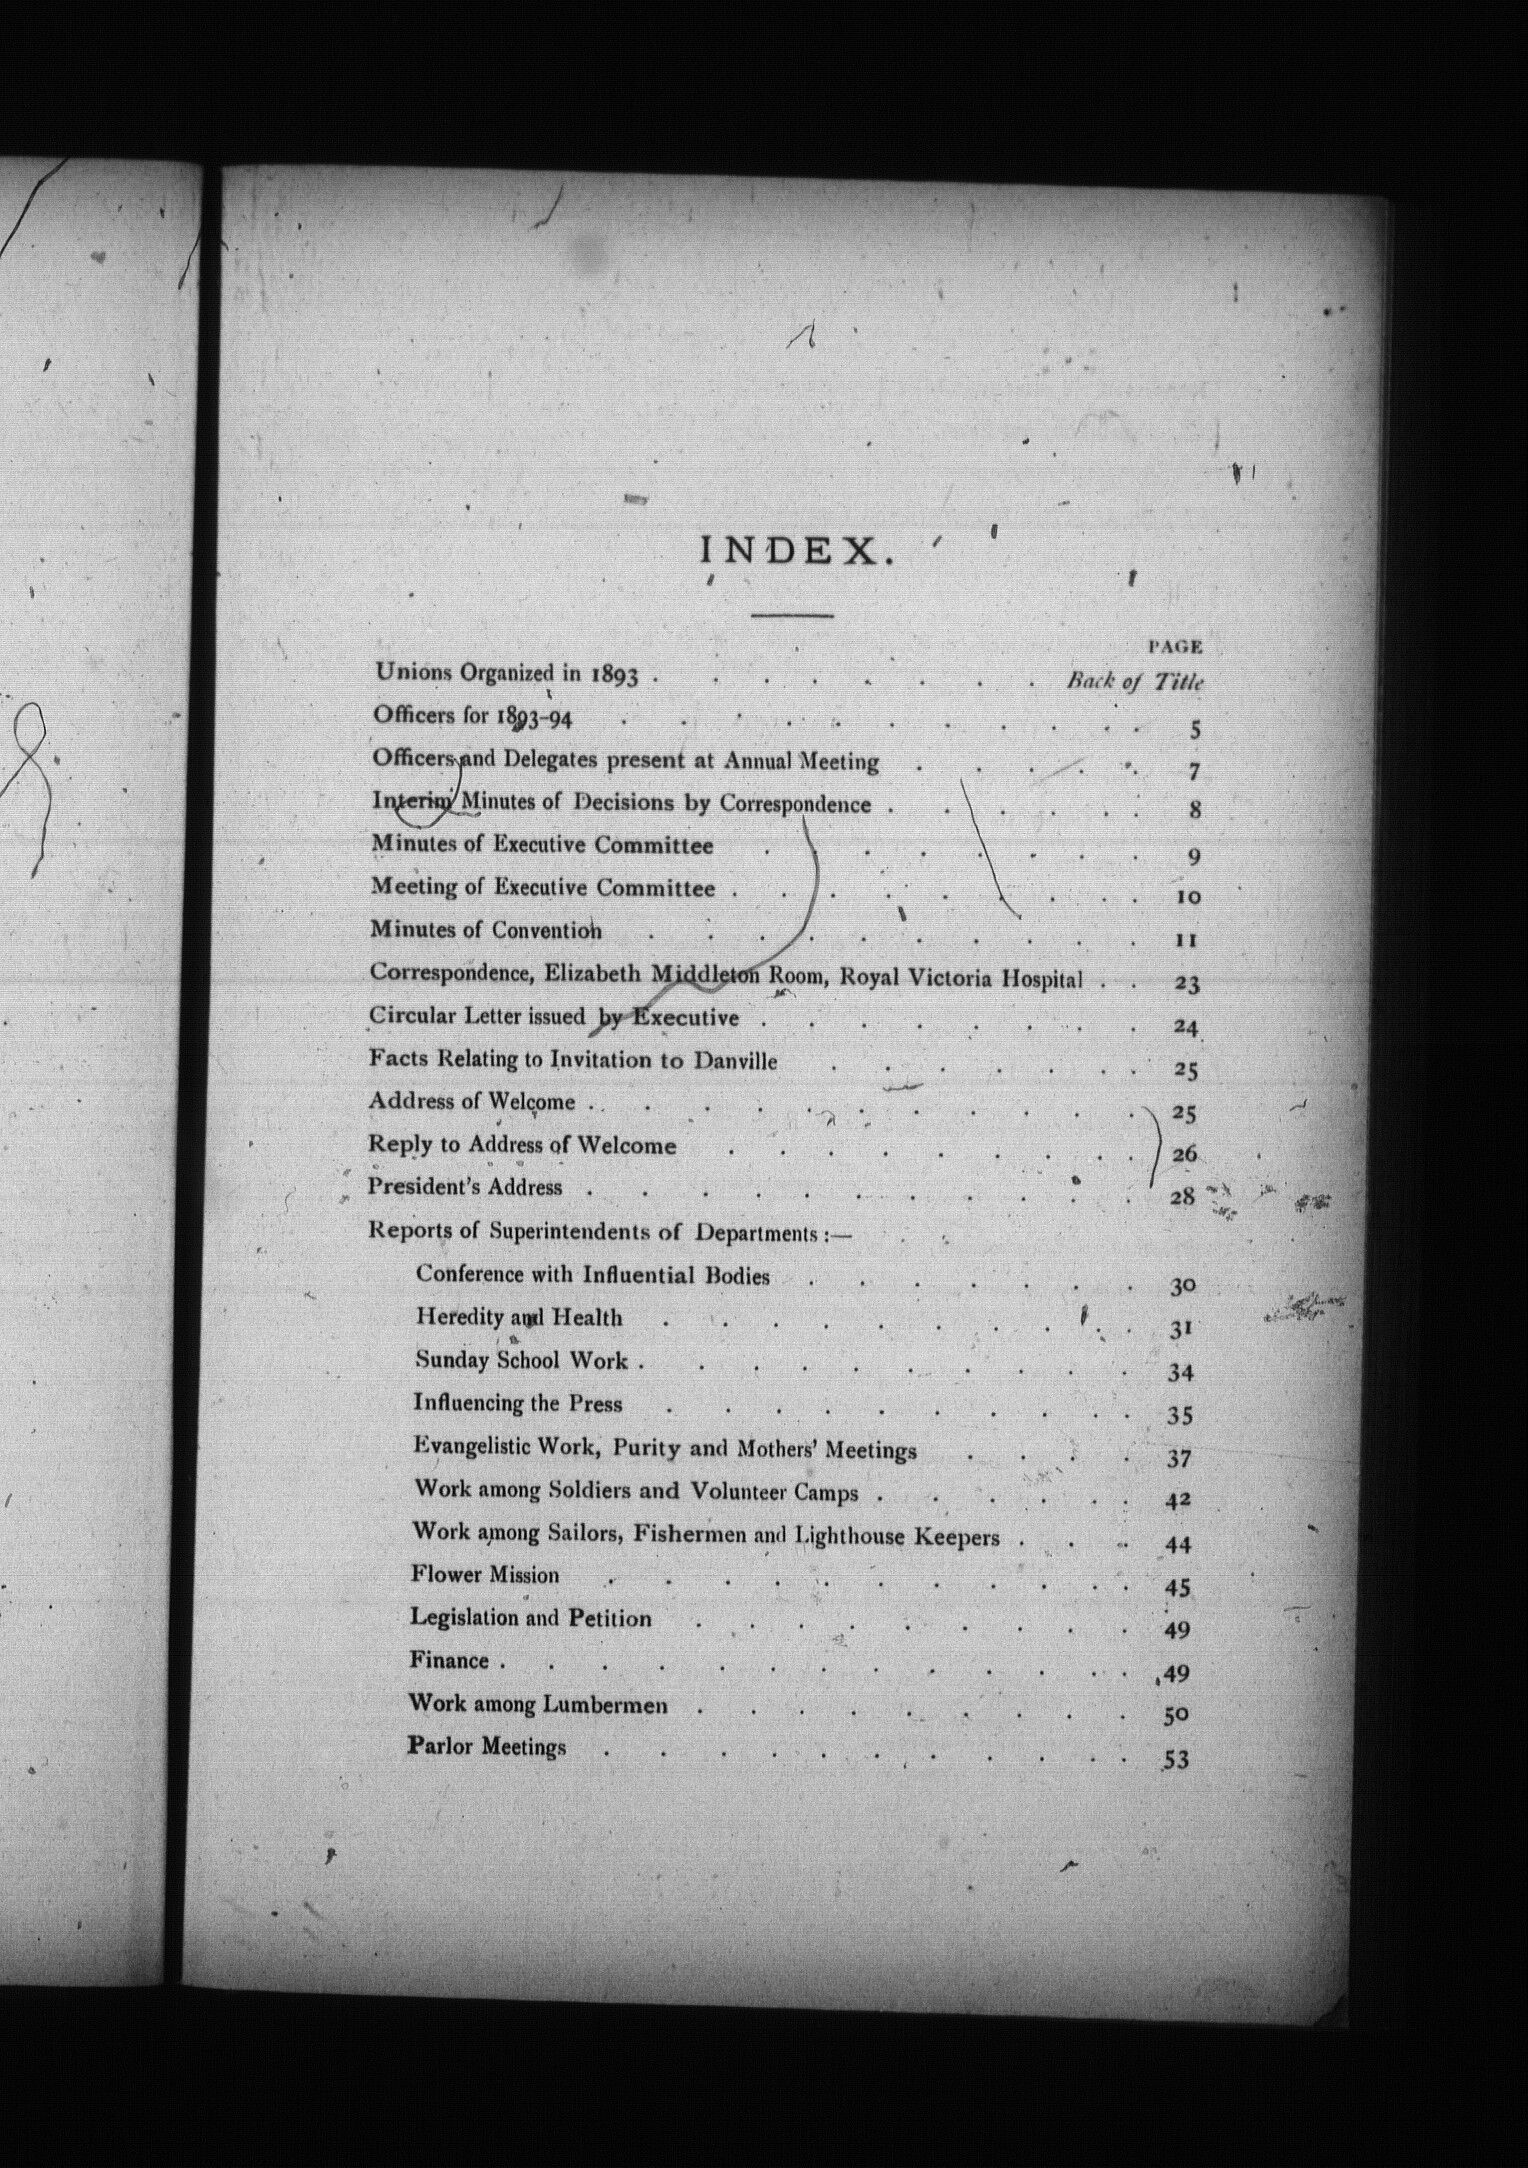 INDEX.
PAGE
Unions Organized in 1893 . . . . . . . . Back of Title
Officers for 1893-94 . . . . . . . . . . 5
Officers and Delegates present at Annual Meeting . . . . . 7
Interim Minutes of Decisions by Correspondence . . . . . . 8
Minutes of Executive Committee . . . . . . . . 9
Meeting of Executive Committee . . . . . . . . . 10
Minutes of Convention . . . . . . . . . . 11
Correspondence, Elizabeth Middleton Room, Royal Victoria Hospital . . 23
Circular Letter issued by Executive . . . . . . . . 24
Facts Relating to Invitation to Danville . . . . . . . 25
Address of Welcome . . . . . . . . . . . 25
Reply to Address of Welcome . . . . . . . . . 26
President's Address . . . . . . . . . . . 28
Reports of Superintendents of Departments :—
Conference with Influential Bodies . . . . . . . 30
Heredity and Health . . . . . . . . . . 31
Sunday School Work . . . . . . . . . . 34
Influencing the Press . . . . . . . . . . 35
Evangelistic Work, Purity and Mothers' Meetings . . . . 37
Work among Soldiers and Volunteer Camps . . . . . . 42
Work among Sailors, Fishermen and Lighthouse Keepers . . . 44
Flower Mission . . . . . . . . . . . 45
Legislation and Petition . . . . . . . . . 49
Finance . . . . . . . . . . . . . 49
Work among Lumbermen . . . . . . . . . 50
Parlor Meetings . . . . . . . . . . . 53